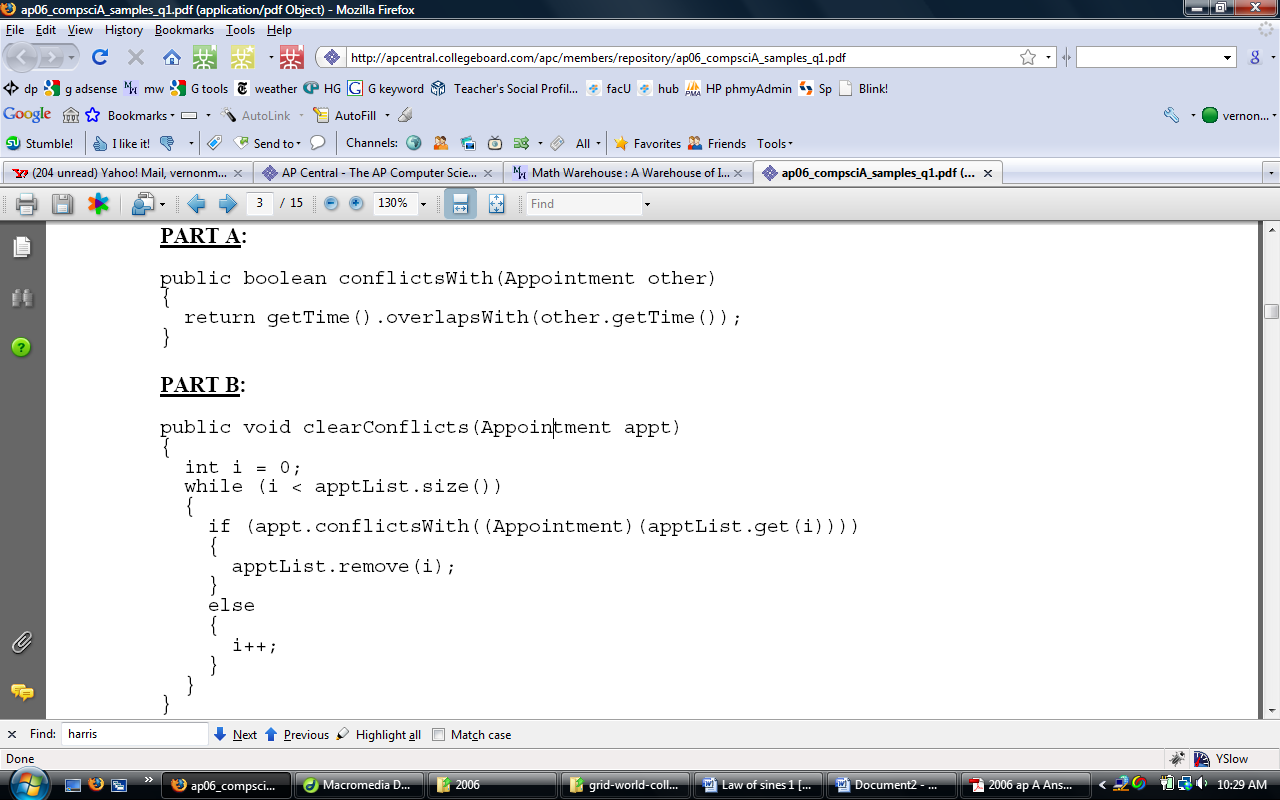 ap06_compsciA_samples_q1.pdf (application/pdf Object) - Mozilla Firefox
File Edit View History Bookmarks Tools Help
http://apcentral.collegeboard.com/apc/members/repository/ap06_compsciA_samples_q1.pdf
dp g adsense mw G tools weather HG G keyword Teacher's Social Profil... facU hub HP phmyAdmin Sp Blink!
Google Bookmarks AutoLink AutoFill vernon...
Stumble! I like it! Send to Channels: All Favorites Friends Tools
(204 unread) Yahoo! Mail, vernonm... AP Central - The AP Computer Scie... Math Warehouse : A Warehouse of I... ap06_compsciA_samples_q1.pdf (...
3 / 15 130% Find
PART A:
public boolean conflictsWith(Appointment other)
{
return getTime().overlapsWith(other.getTime());
}
PART B:
public void clearConflicts(Appointment appt)
{
int i = 0;
while (i < apptList.size())
{
if (appt.conflictsWith((Appointment)(apptList.get(i))))
{
apptList.remove(i);
}
else
{
i++;
}
}
}
Find: harris Next Previous Highlight all Match case
Done YSlow
ap06_compsci... Macromedia D... 2000 grid-world-coll... Law of sines 1 [... Document2 - ... 2006 ap A Ans... 10:29 AM